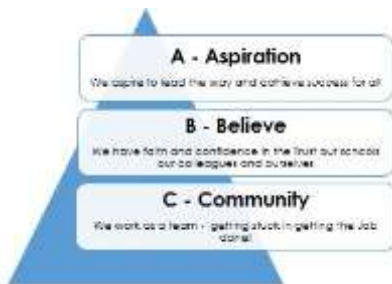 A - Aspiration
We aspire to lead the way and achieve success for all
B - Believe
We have faith and confidence in the Trust our schools
our colleagues and ourselves
C - Community
We work as a team - getting stuck in getting the Job
done!